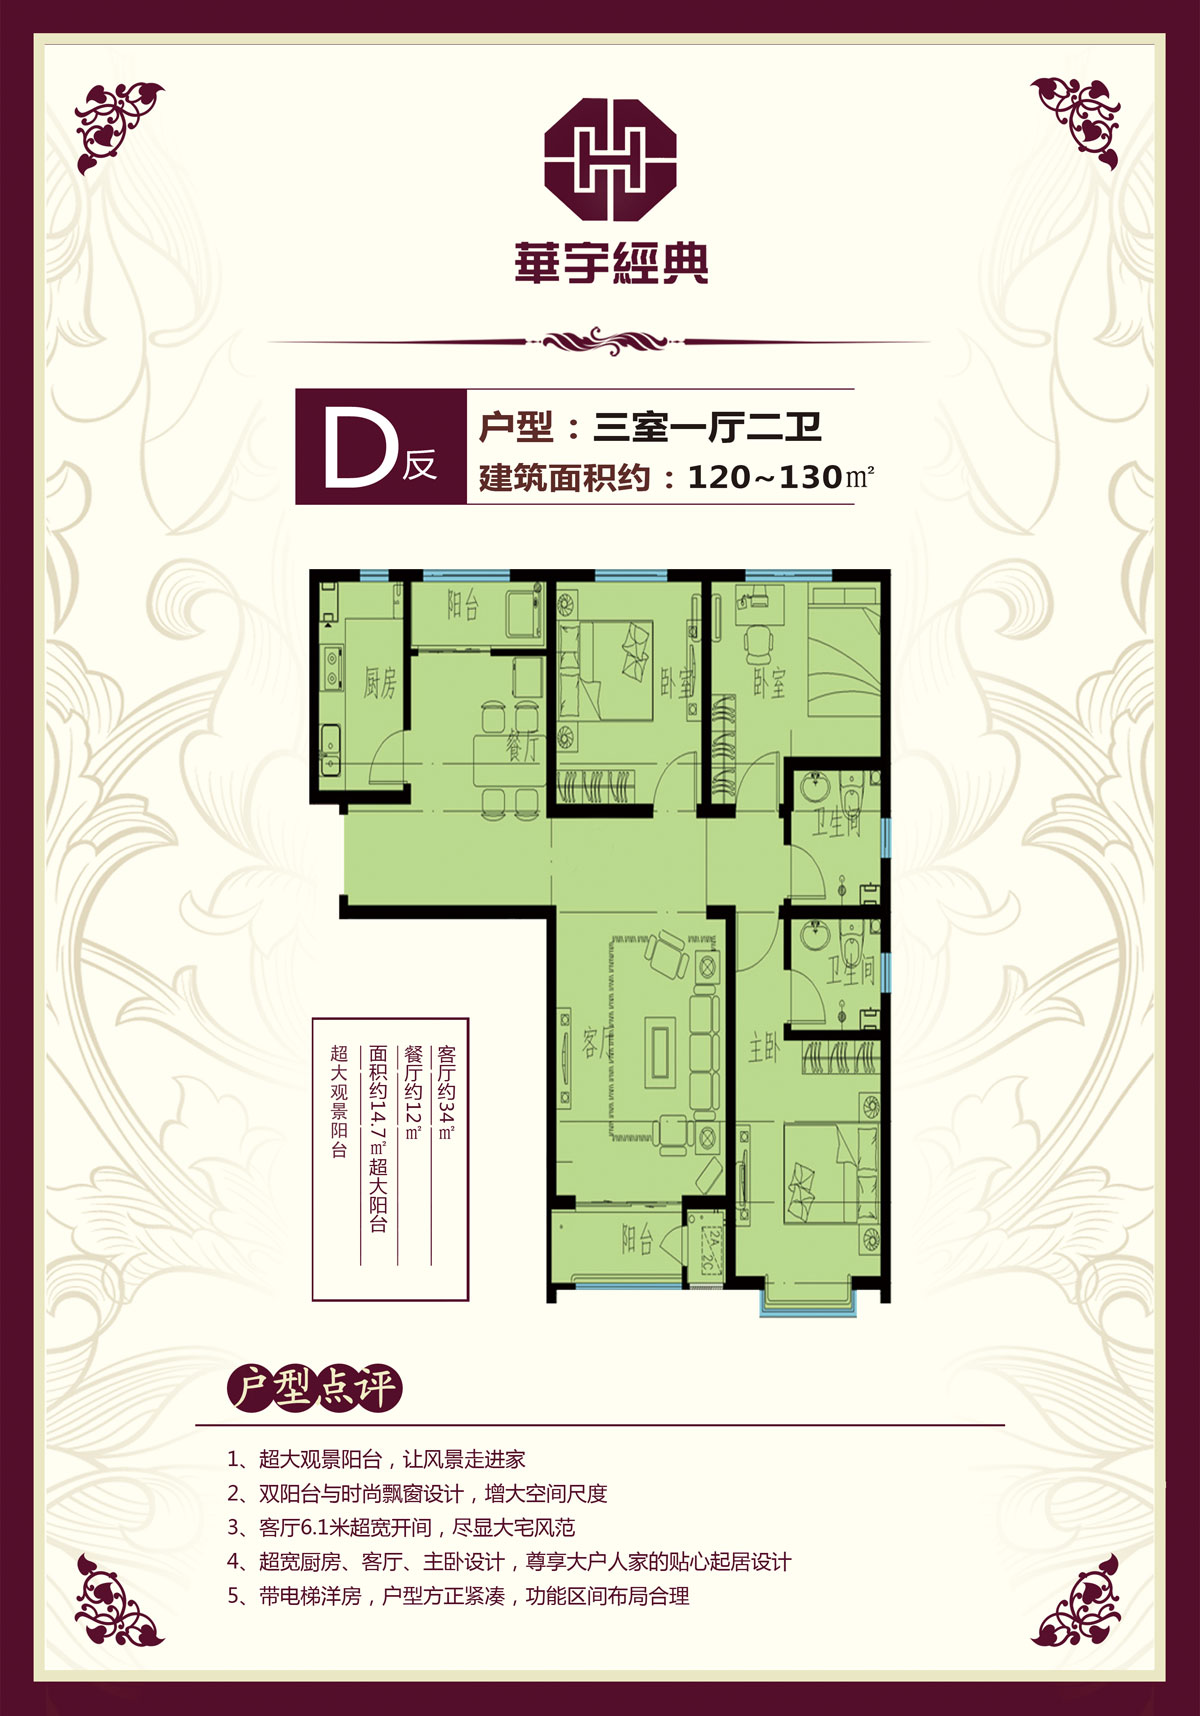 華宇經典
D反
户型：三室一厅二卫
建筑面积约：120~130㎡
阳台
厨房
卧室
卧室
餐厅
卫生间
卫生间
客厅
主卧
阳台
2A
2C
客厅约34㎡
餐厅约12㎡
面积约14.7㎡超大阳台
超大观景阳台
户型点评
1、超大观景阳台，让风景走进家
2、双阳台与时尚飘窗设计，增大空间尺度
3、客厅6.1米超宽开间，尽显大宅风范
4、超宽厨房、客厅、主卧设计，尊享大户人家的贴心起居设计
5、带电梯洋房，户型方正紧凑，功能区间布局合理